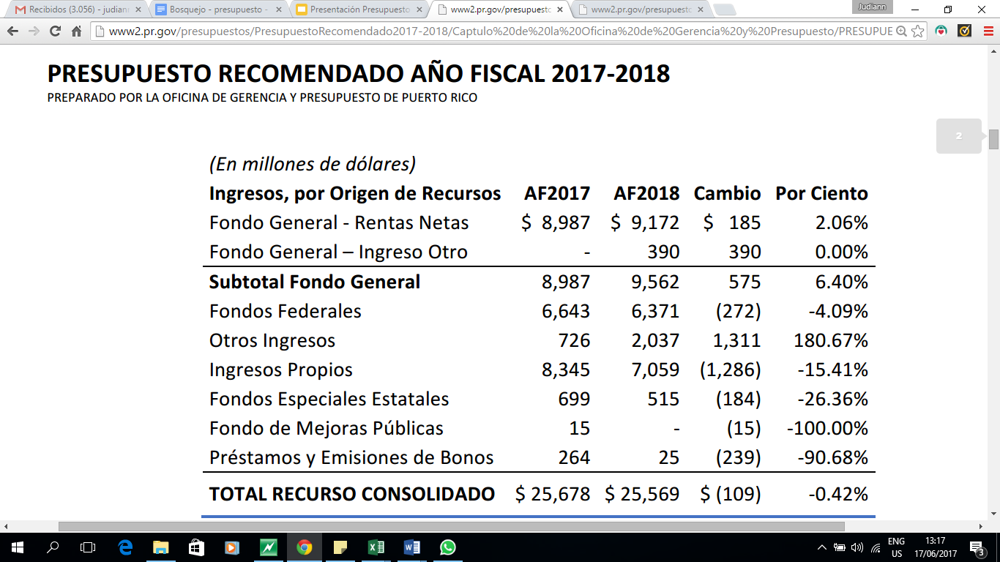 Recibidos (3.056) - judiann
Bosquejo - presupuesto -
Presentación Presupuesto
www2.pr.gov/presupuesto
www2.pr.gov/presupuesto
Judiann
www2.pr.gov/presupuestos/PresupuestoRecomendado2017-2018/Captulo%20de%20la%20Oficina%20de%20Gerencia%20y%20Presupuesto/PRESUPUE
PRESUPUESTO RECOMENDADO AÑO FISCAL 2017-2018
PREPARADO POR LA OFICINA DE GERENCIA Y PRESUPUESTO DE PUERTO RICO
2
(En millones de dólares)
Ingresos, por Origen de Recursos AF2017 AF2018 Cambio Por Ciento
Fondo General - Rentas Netas $ 8,987 $ 9,172 $ 185 2.06%
Fondo General – Ingreso Otro - 390 390 0.00%
Subtotal Fondo General 8,987 9,562 575 6.40%
Fondos Federales 6,643 6,371 (272) -4.09%
Otros Ingresos 726 2,037 1,311 180.67%
Ingresos Propios 8,345 7,059 (1,286) -15.41%
Fondos Especiales Estatales 699 515 (184) -26.36%
Fondo de Mejoras Públicas 15 - (15) -100.00%
Préstamos y Emisiones de Bonos 264 25 (239) -90.68%
TOTAL RECURSO CONSOLIDADO $ 25,678 $ 25,569 $ (109) -0.42%
ENG
US
13:17
17/06/2017
3